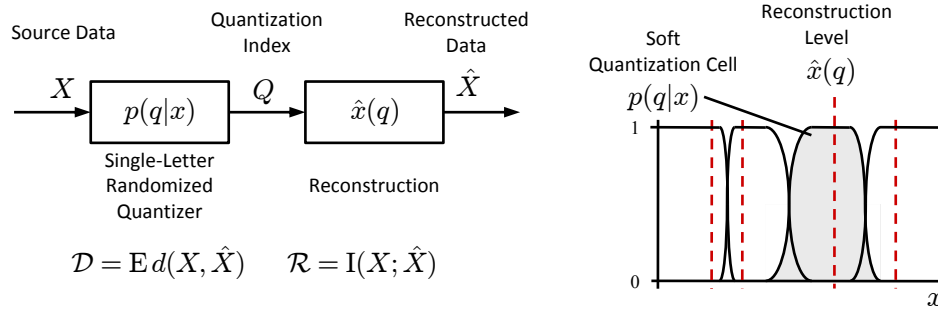 Source Data
Quantization
Index
Reconstructed
Data
X
p(q|x)
Q
x̂(q)
X̂
Single-Letter
Randomized
Quantizer
Reconstruction
𝒟 = E d(X, X̂)
ℛ = I(X; X̂)
Reconstruction
Level
x̂(q)
Soft
Quantization Cell
p(q|x)
1
0
x